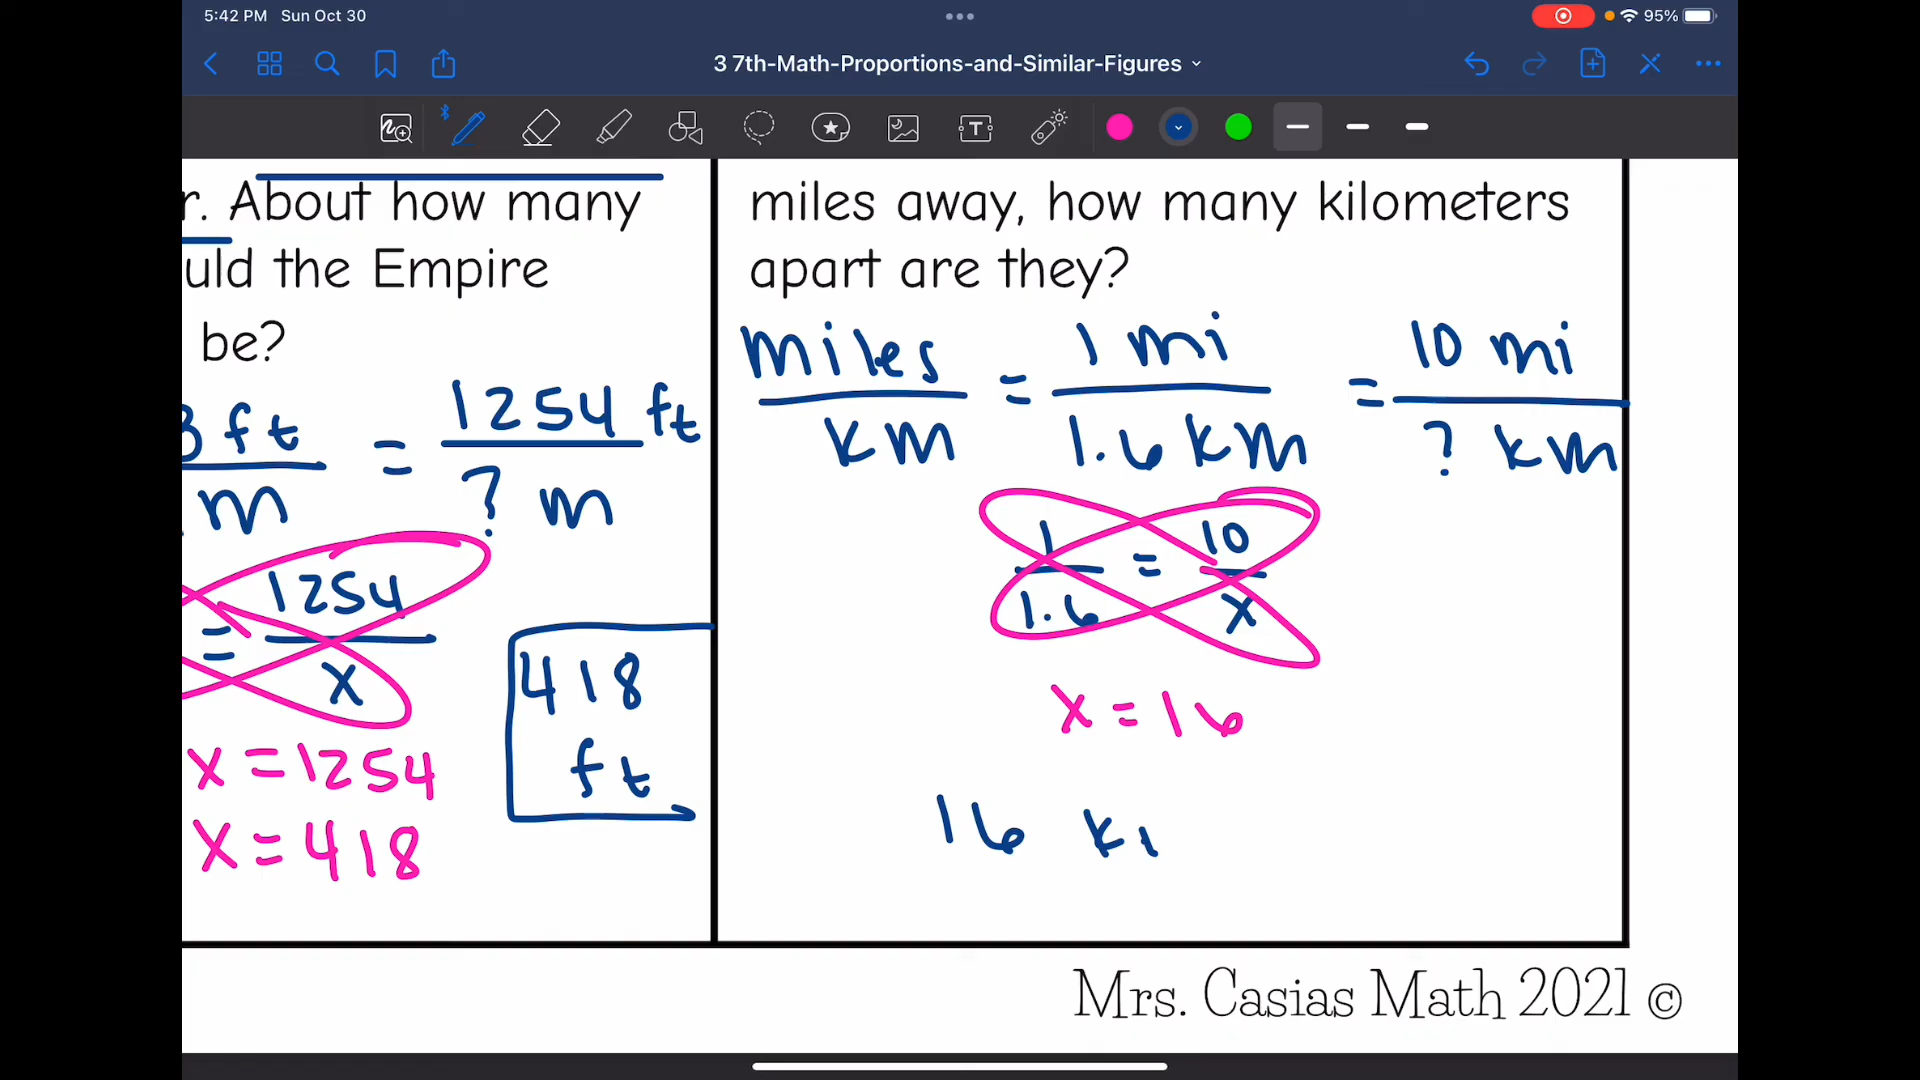 5:42 PM Sun Oct 30
95%
3 7th-Math-Proportions-and-Similar-Figures
r. About how many
uld the Empire
be?
3 ft = 1254 ft
m ? m
= 1254
x
x = 1254
x = 418
418
ft
miles away, how many kilometers
apart are they?
miles = 1 mi = 10 mi
km 1.6 km ? km
1 = 10
1.6 x
x = 16
16 k
Mrs. Casias Math 2021 ©